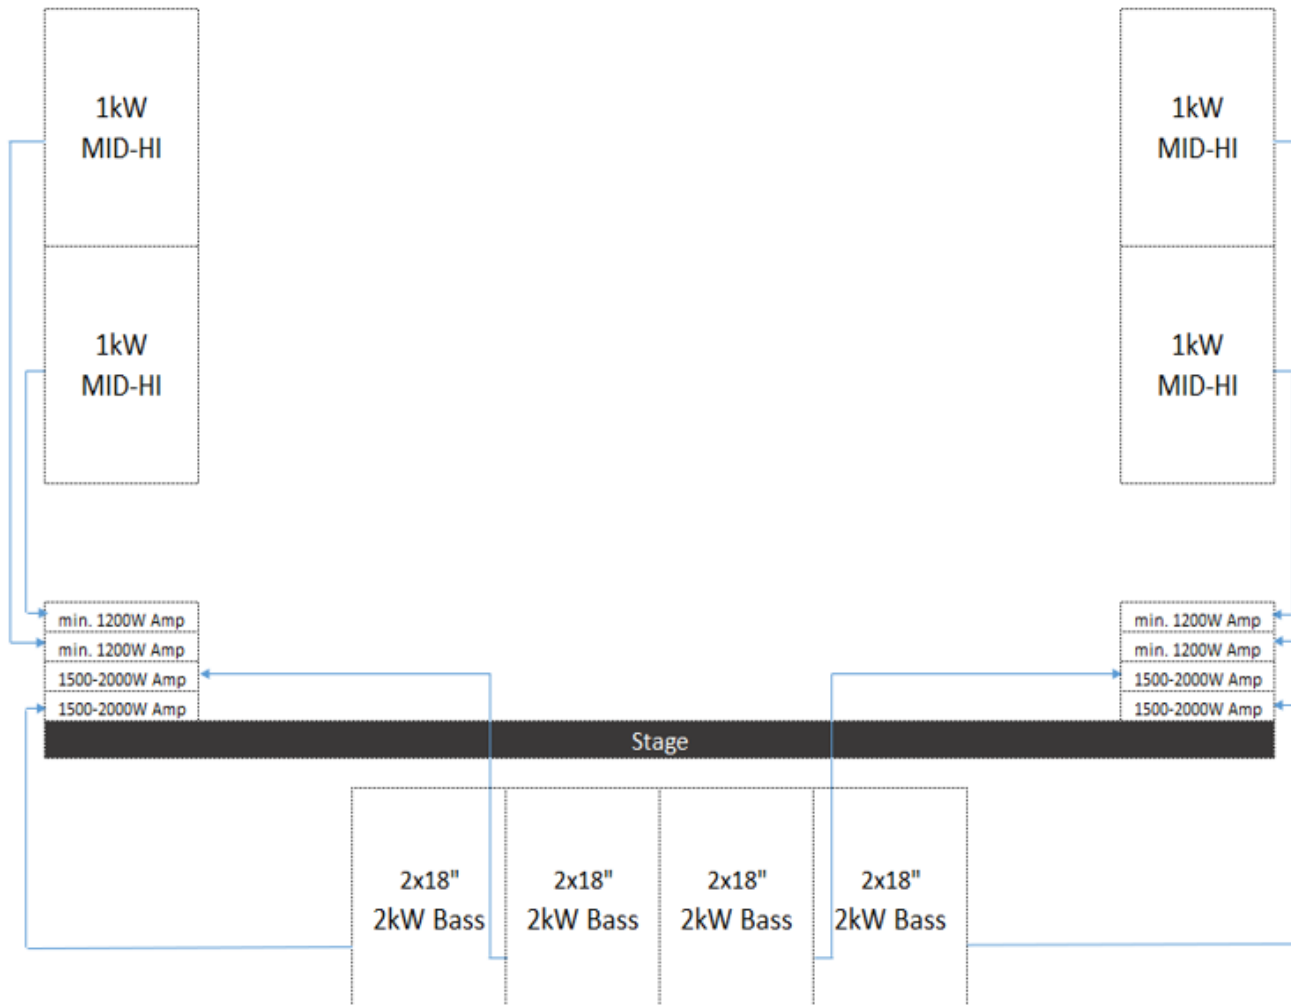 1kW
MID-HI
1kW
MID-HI
1kW
MID-HI
1kW
MID-HI
min. 1200W Amp
min. 1200W Amp
1500-2000W Amp
1500-2000W Amp
min. 1200W Amp
min. 1200W Amp
1500-2000W Amp
1500-2000W Amp
Stage
2x18"
2kW Bass
2x18"
2kW Bass
2x18"
2kW Bass
2x18"
2kW Bass